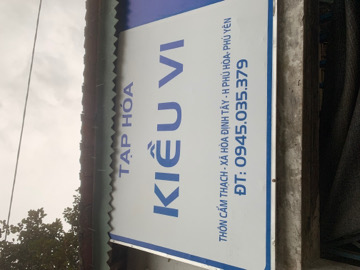 TẠP HÓA
KIỀU VI
THÔN CẨM THẠCH - XÃ HÒA ĐỊNH TÂY - H PHÚ HÒA - PHÚ YÊN
ĐT: 0945.035.379